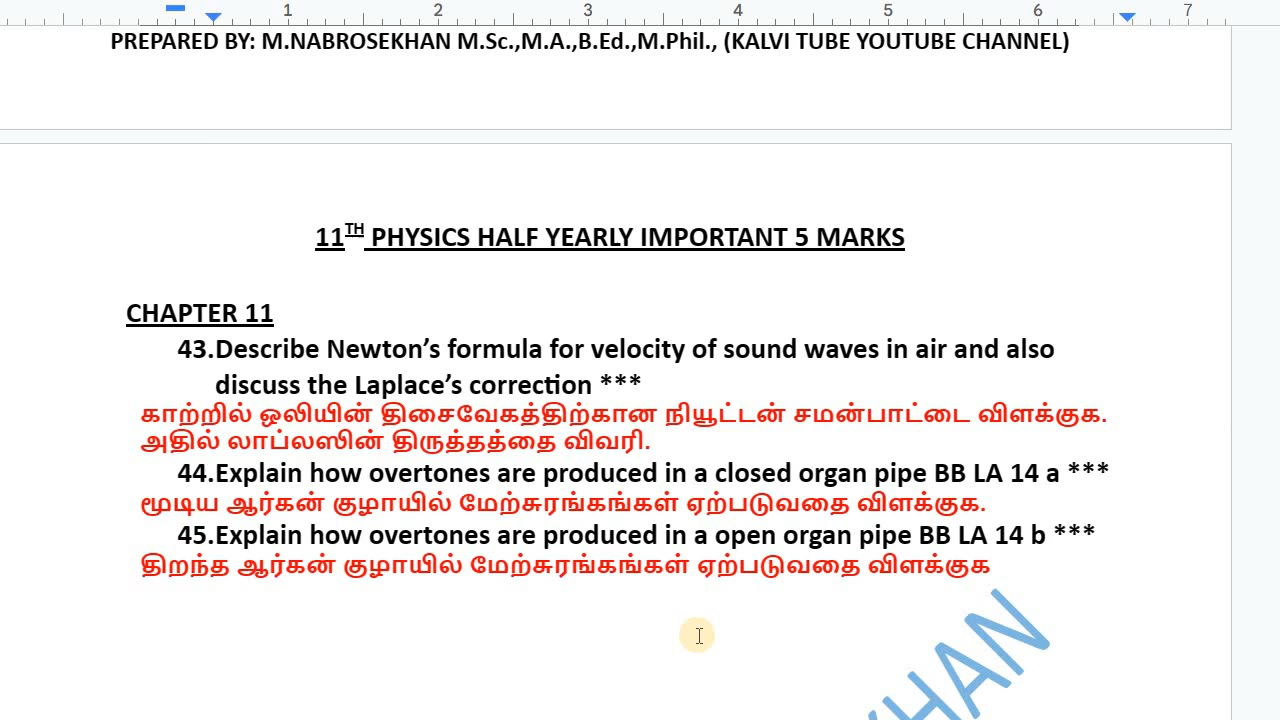 1 2 3 4 5 6 7
PREPARED BY: M.NABROSEKHAN M.Sc.,M.A.,B.Ed.,M.Phil., (KALVI TUBE YOUTUBE CHANNEL)
11TH PHYSICS HALF YEARLY IMPORTANT 5 MARKS
CHAPTER 11
43.Describe Newton’s formula for velocity of sound waves in air and also
discuss the Laplace’s correction ***
காற்றில் ஒலியின் திசைவேகத்திற்கான நியூட்டன் சமன்பாட்டை விளக்குக.
அதில் லாப்லஸின் திருத்தத்தை விவரி.
44.Explain how overtones are produced in a closed organ pipe BB LA 14 a ***
மூடிய ஆர்கன் குழாயில் மேற்சுரங்கங்கள் ஏற்படுவதை விளக்குக.
45.Explain how overtones are produced in a open organ pipe BB LA 14 b ***
திறந்த ஆர்கன் குழாயில் மேற்சுரங்கங்கள் ஏற்படுவதை விளக்குக
KHAN